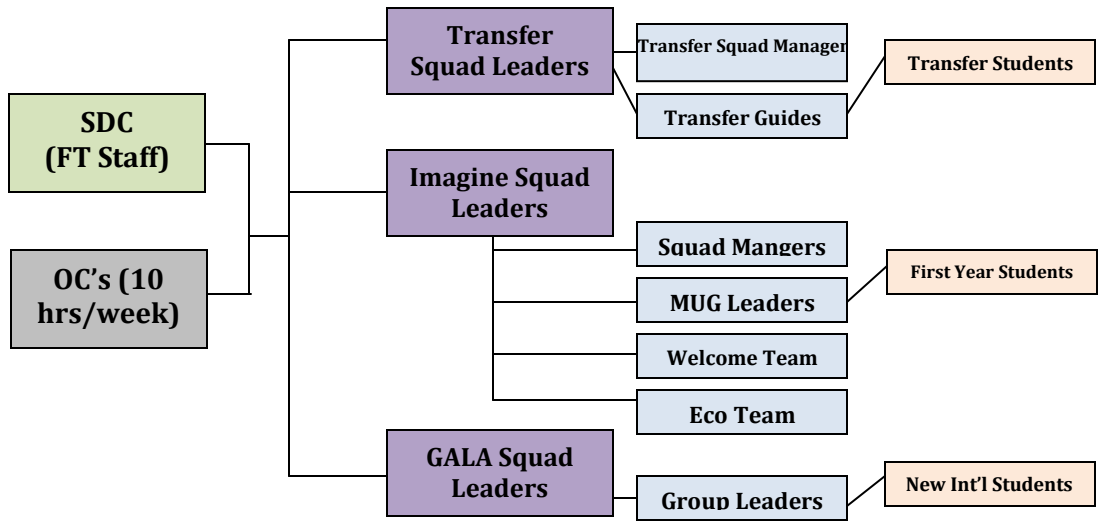 SDC
(FT Staff)
OC's (10
hrs/week)
Transfer
Squad Leaders
Imagine Squad
Leaders
GALA Squad
Leaders
Transfer Squad Manager
Transfer Guides
Squad Mangers
MUG Leaders
Welcome Team
Eco Team
Group Leaders
Transfer Students
First Year Students
New Int'l Students